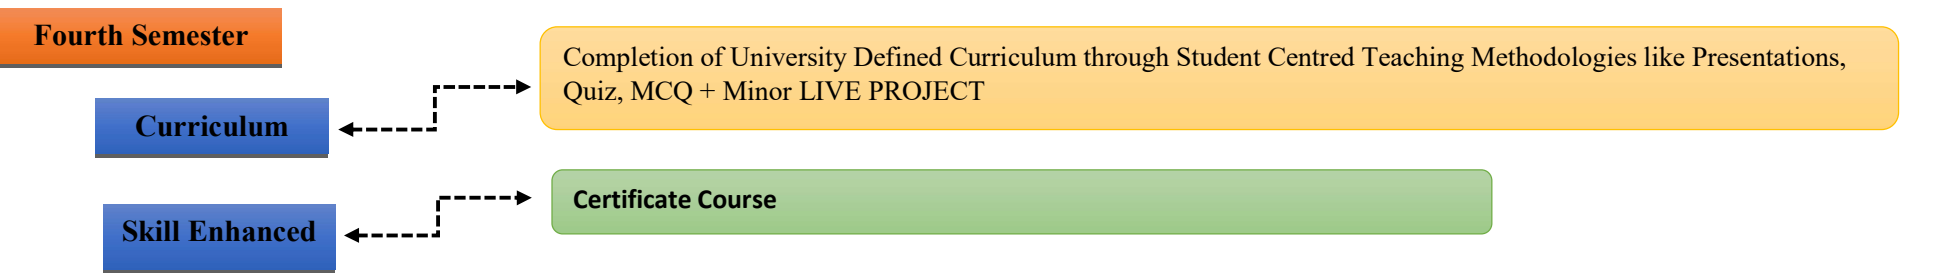 Fourth Semester
Completion of University Defined Curriculum through Student Centred Teaching Methodologies like Presentations,
Quiz, MCQ + Minor LIVE PROJECT
Curriculum
Certificate Course
Skill Enhanced